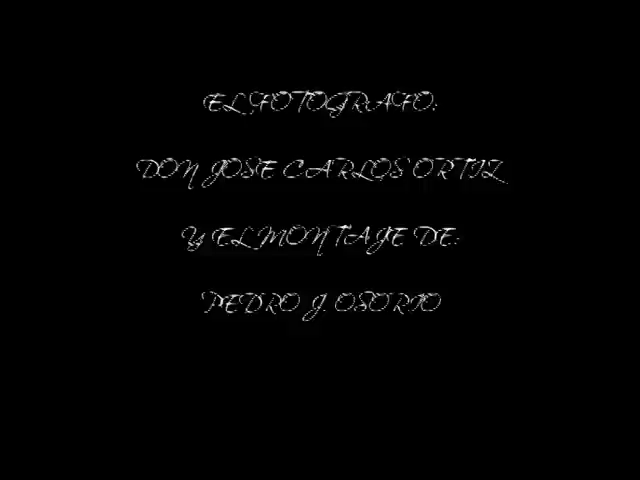 EL FOTOGRAFO:
DON JOSE CARLOS ORTIZ
Y EL MONTAJE DE:
PEDRO J. OSORIO